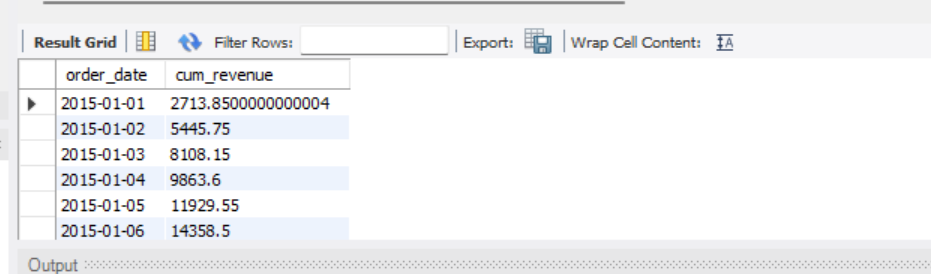 Result Grid Filter Rows: Export: Wrap Cell Content:
order_date cum_revenue
2015-01-01 2713.8500000000004
2015-01-02 5445.75
2015-01-03 8108.15
2015-01-04 9863.6
2015-01-05 11929.55
2015-01-06 14358.5
Output